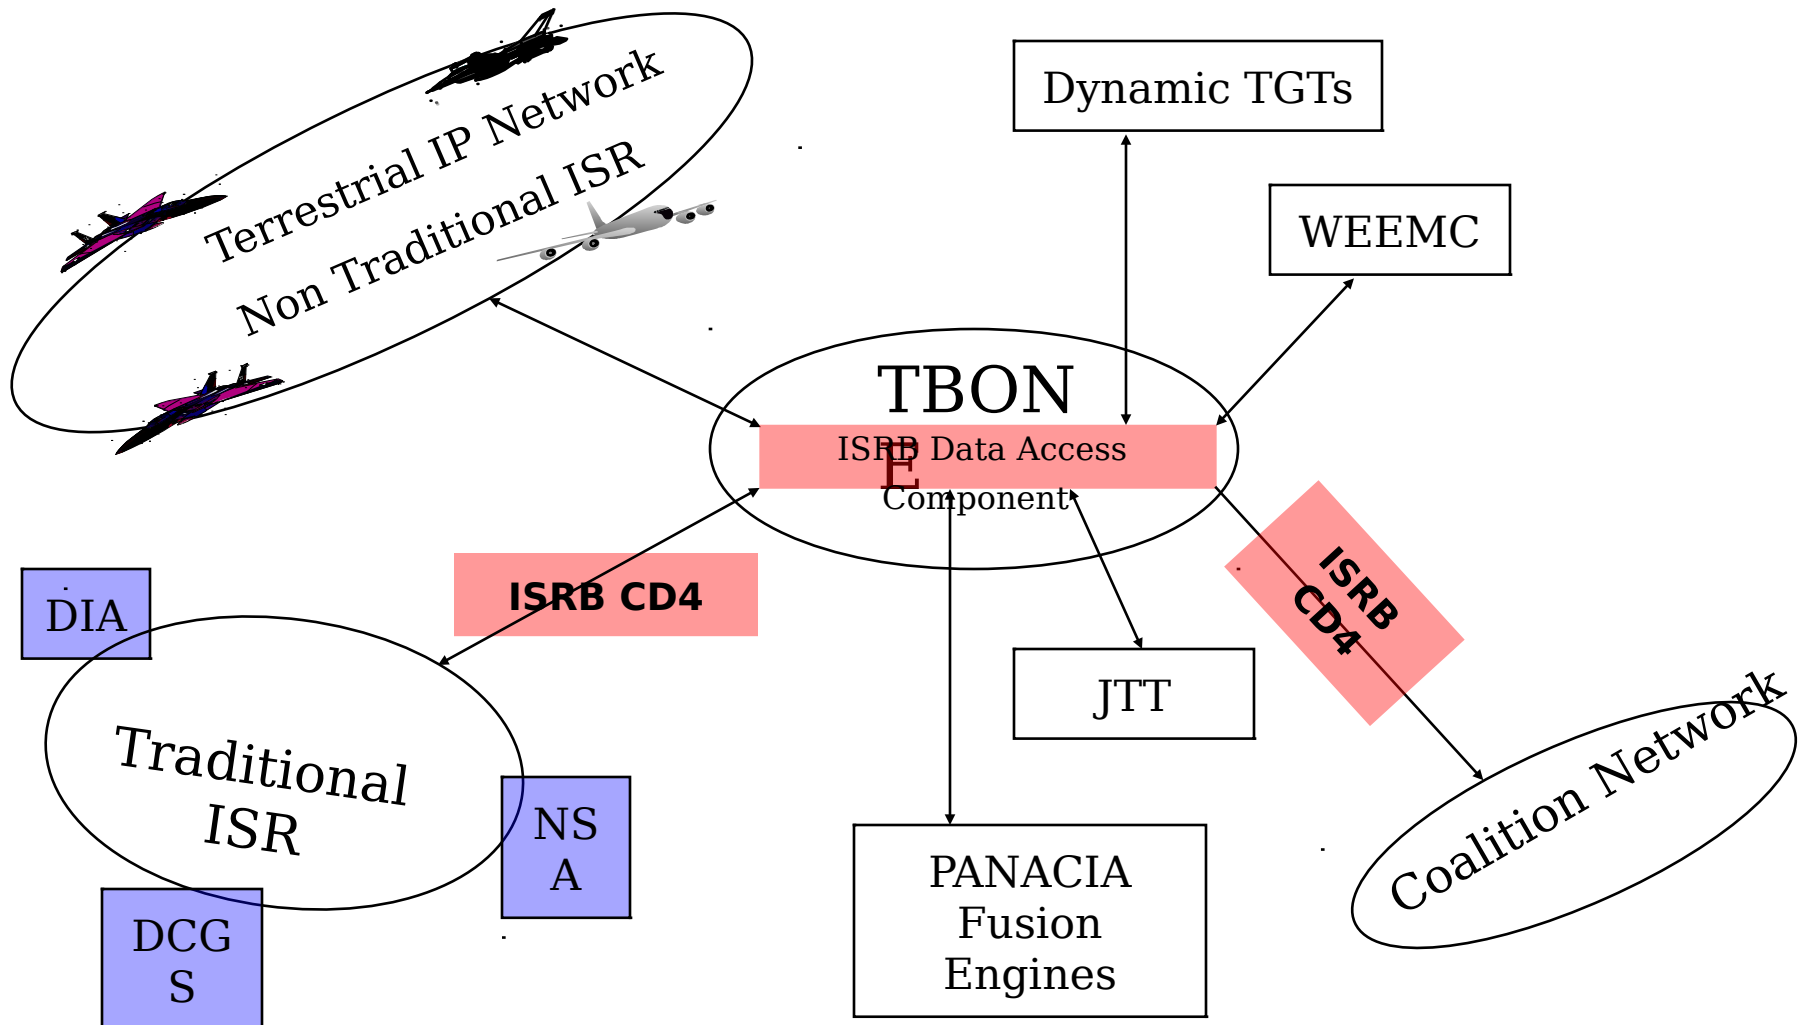 Terrestrial IP Network
Non Traditional ISR
Dynamic TGTs
WEEMC
TBON
E
ISRB Data Access
Component
ISRB CD4
ISRB
CD4
DIA
Traditional
ISR
NS
A
DCG
S
JTT
PANACIA
Fusion
Engines
Coalition Network